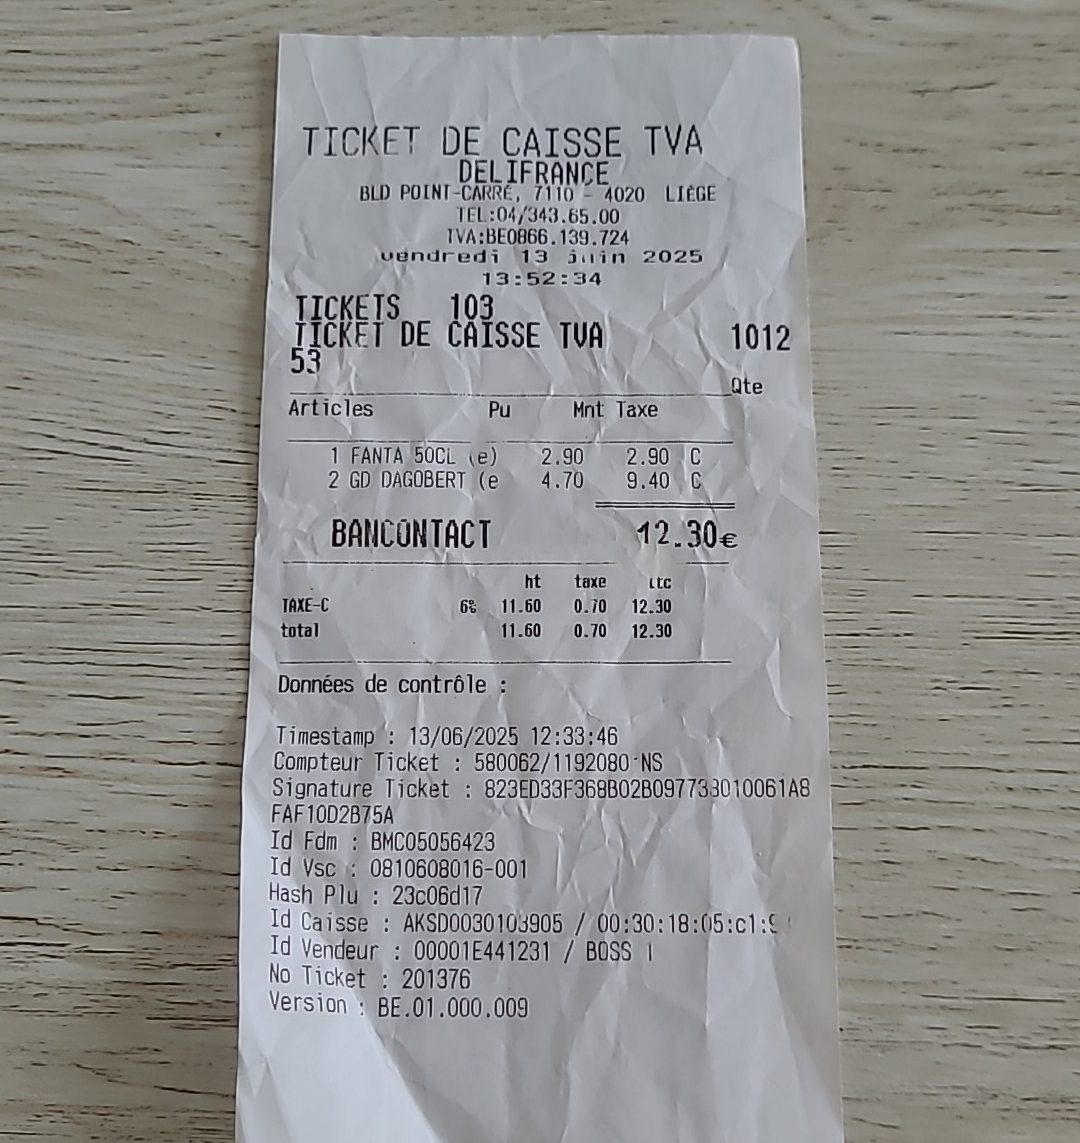 TICKET DE CAISSE TVA
DELIFRANCE
BLD POINT-CARRÉ, 7110 - 4020 LIÈGE
TEL:04/343.65.00
TVA:BE0866.139.724
vendredi 13 juin 2025
13:52:34
TICKETS 103
TICKET DE CAISSE TVA 1012
53
Qte
Articles Pu Mnt Taxe
1 FANTA 50CL (e) 2.90 2.90 C
2 GD DAGOBERT (e 4.70 9.40 C
BANCONTACT 12.30€
ht taxe ttc
TAXE-C 6% 11.60 0.70 12.30
total 11.60 0.70 12.30
Données de contrôle :
Timestamp : 13/06/2025 12:33:46
Compteur Ticket : 580062/1192080 NS
Signature Ticket : 823ED33F368B02B097733010061A8
FAF10D2B75A
Id Fdm : BMC05056423
Id Vsc : 0810608016-001
Hash Plu : 23c06d17
Id Caisse : AKSD0030103905 /
Id Vendeur : 00001E441231 / BOSS
No Ticket : 201376
Version : BE.01.000.009